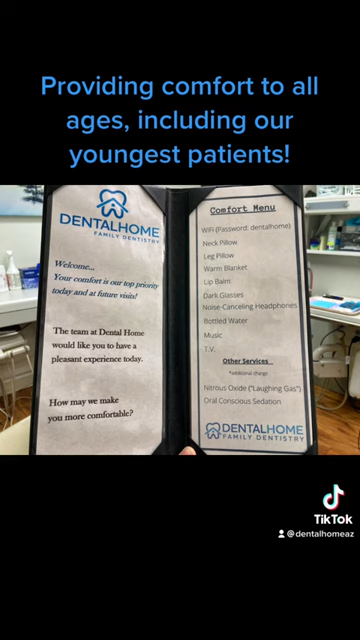 Providing comfort to all
ages, including our
youngest patients!
DENTALHOME
FAMILY DENTISTRY
Welcome...
Your comfort is our top priority
today and at future visits!
The team at Dental Home
would like you to have a
pleasant experience today.
How may we make
you more comfortable?
Comfort Menu
WiFi (Password: dentalhome)
Neck Pillow
Leg Pillow
Warm Blanket
Lip Balm
Dark Glasses
Noise-Canceling Headphones
Bottled Water
Music
T.V.
Other Services
*additional charge
Nitrous Oxide ("Laughing Gas")
Oral Conscious Sedation
DENTALHOME
FAMILY DENTISTRY
TikTok
@dentalhomeaz